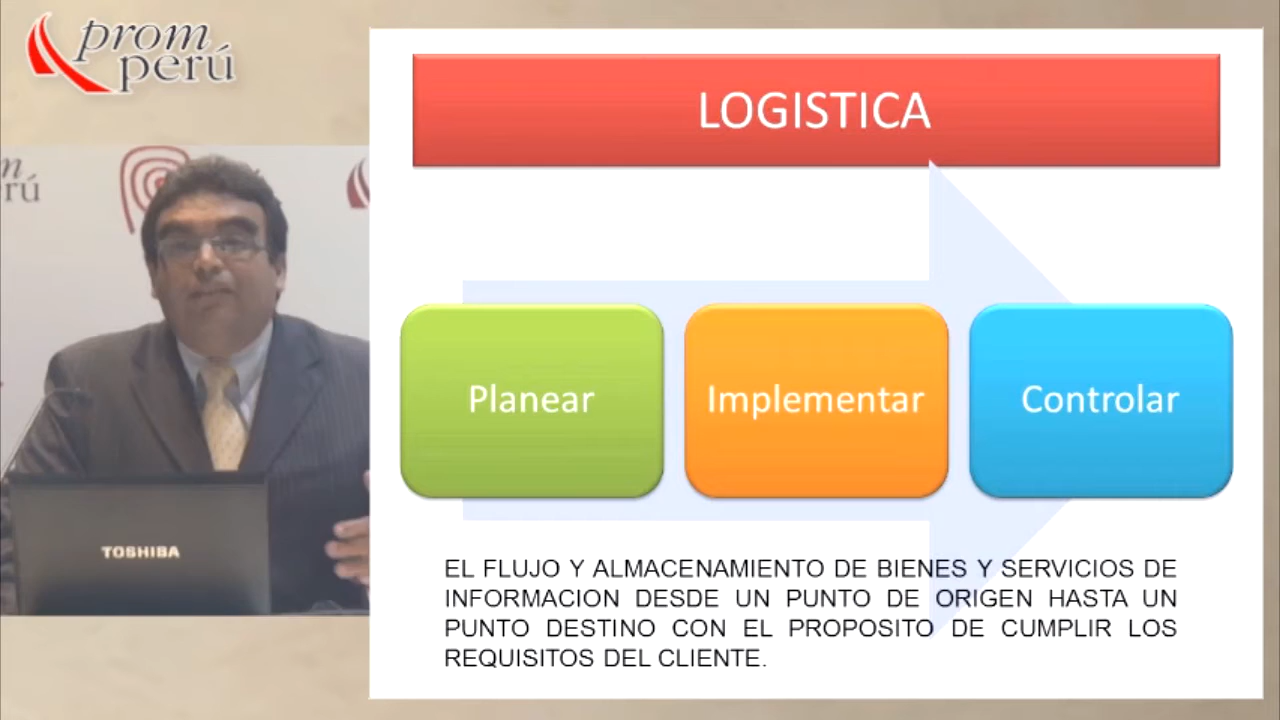 prom
perú
LOGISTICA
Planear
Implementar
Controlar
EL FLUJO Y ALMACENAMIENTO DE BIENES Y SERVICIOS DE
INFORMACION DESDE UN PUNTO DE ORIGEN HASTA UN
PUNTO DESTINO CON EL PROPOSITO DE CUMPLIR LOS
REQUISITOS DEL CLIENTE.
TOSHIBA